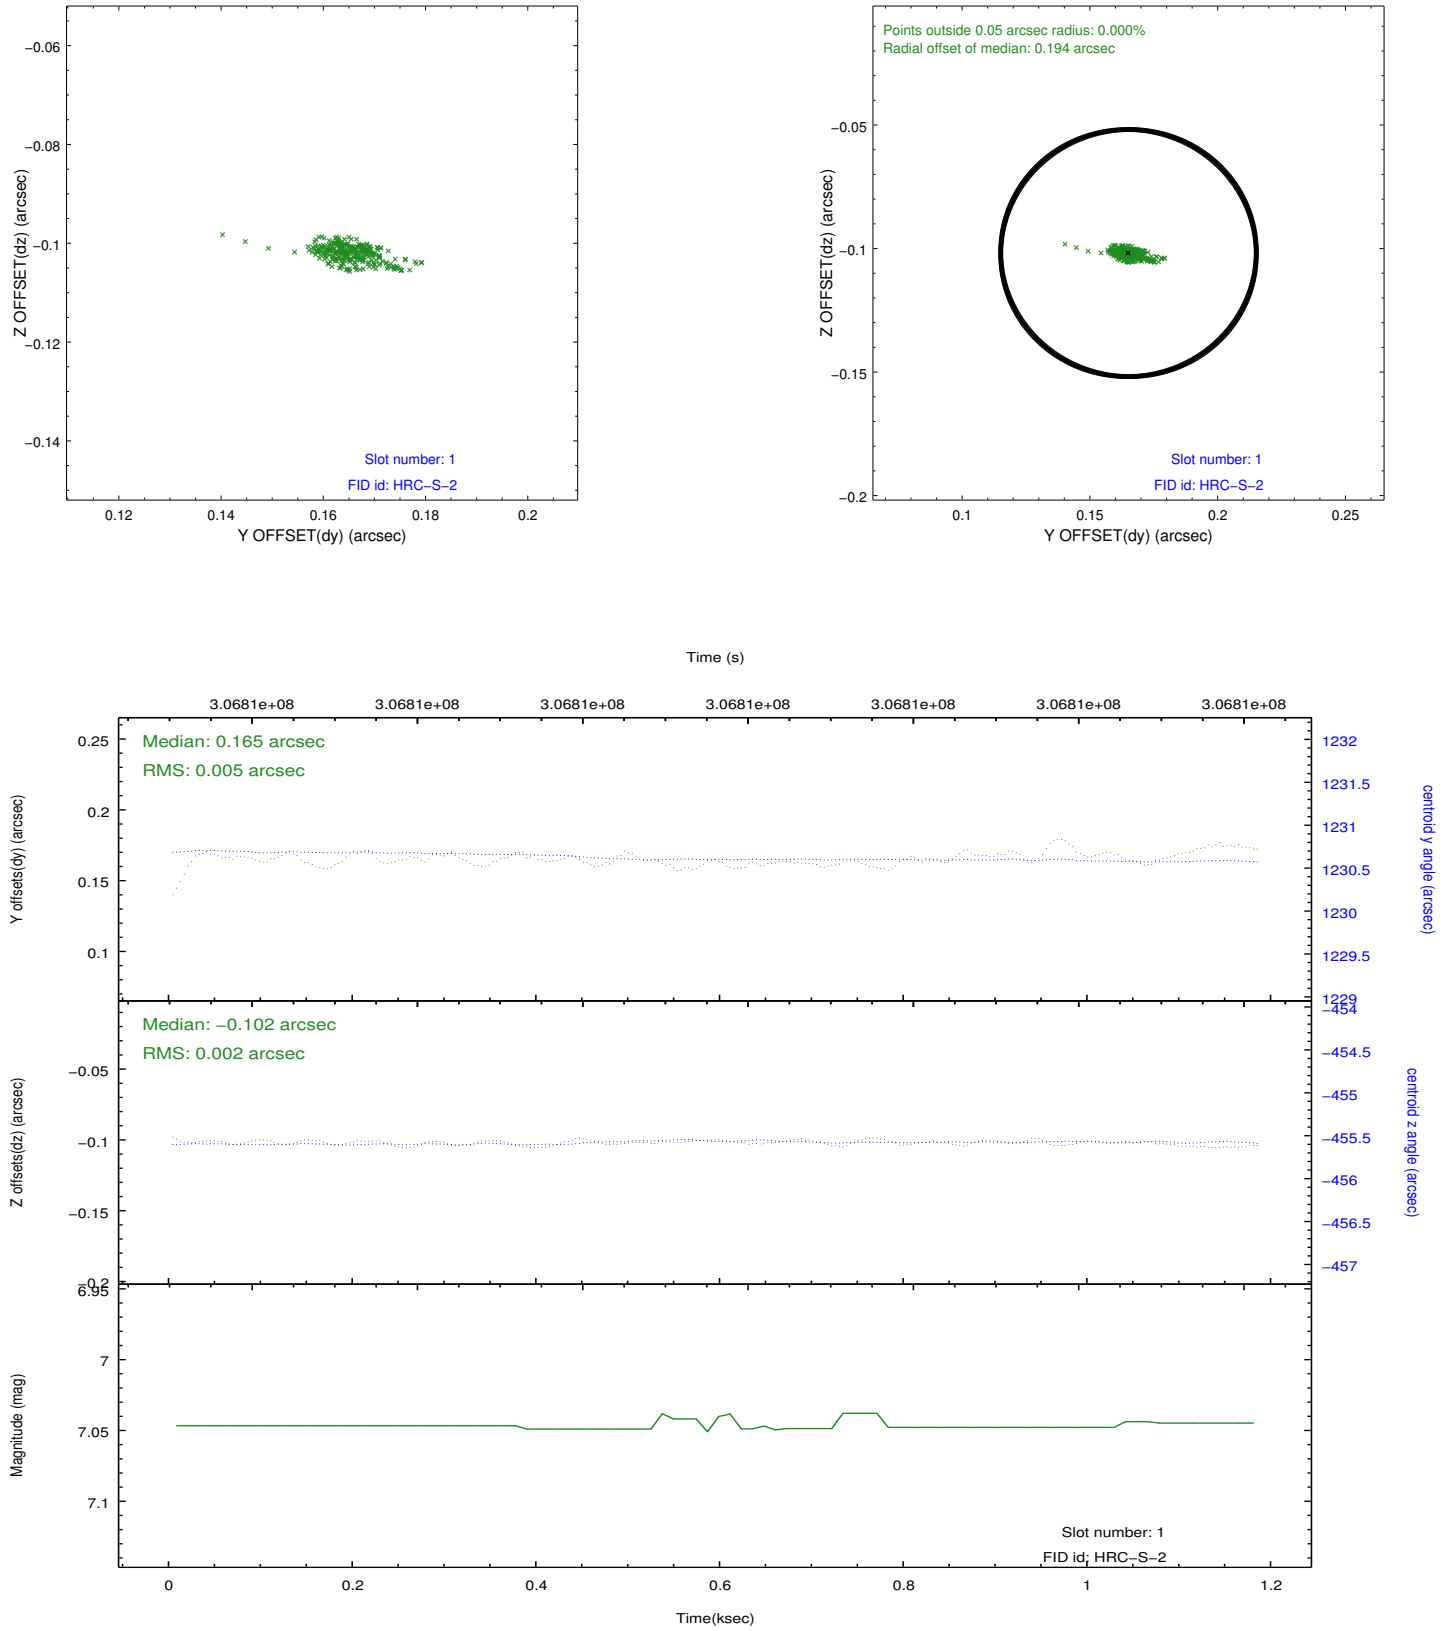 −0.06
−0.08
−0.1
−0.12
−0.14
Z OFFSET(dz) (arcsec)
Slot number: 1
FID id: HRC−S−2
0.12 0.14 0.16 0.18 0.2
Y OFFSET(dy) (arcsec)
Points outside 0.05 arcsec radius: 0.000%
Radial offset of median: 0.194 arcsec
−0.05
−0.1
−0.15
−0.2
Z OFFSET(dz) (arcsec)
Slot number: 1
FID id: HRC−S−2
0.1 0.15 0.2 0.25
Y OFFSET(dy) (arcsec)
Time (s)
3.0681e+08 3.0681e+08 3.0681e+08 3.0681e+08 3.0681e+08 3.0681e+08 3.0681e+08
Median: 0.165 arcsec
RMS: 0.005 arcsec
0.25
0.2
0.15
0.1
Y offsets(dy) (arcsec)
1232
1231.5
1231
1230.5
1230
1229.5
1229
centroid y angle (arcsec)
Median: −0.102 arcsec
RMS: 0.002 arcsec
−0.05
−0.1
−0.15
−0.2
Z offsets(dz) (arcsec)
−454
−454.5
−455
−455.5
−456
−456.5
−457
centroid z angle (arcsec)
6.95
7
7.05
7.1
Magnitude (mag)
Slot number: 1
FID id: HRC−S−2
0 0.2 0.4 0.6 0.8 1 1.2
Time(ksec)